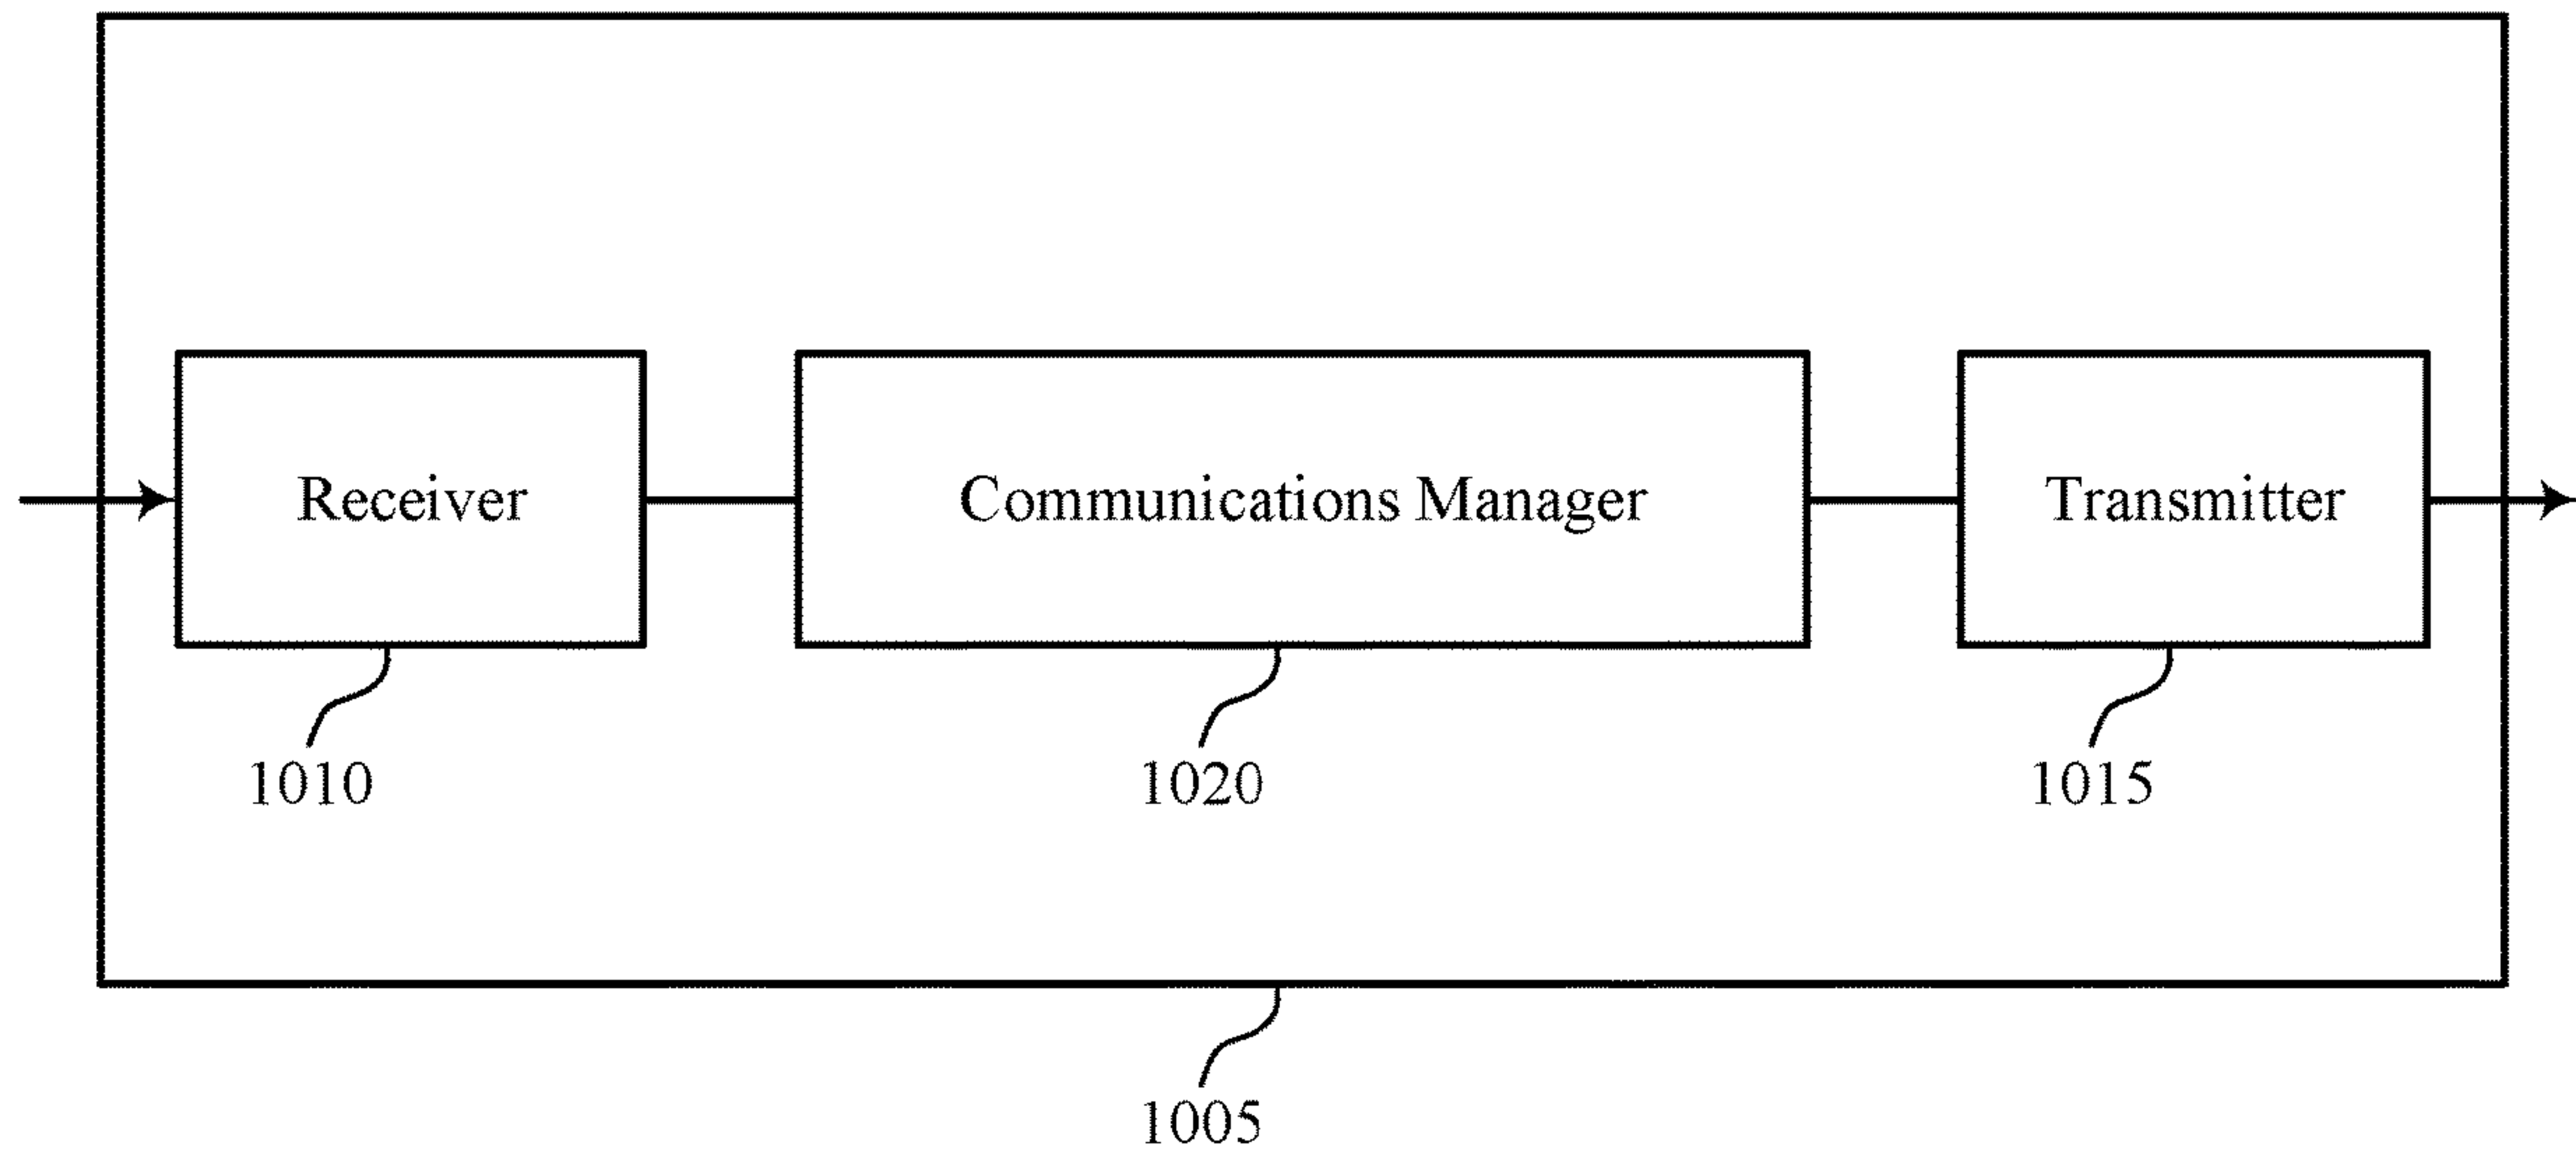 Receiver
Communications Manager
Transmitter
1010
1020
1015
1005